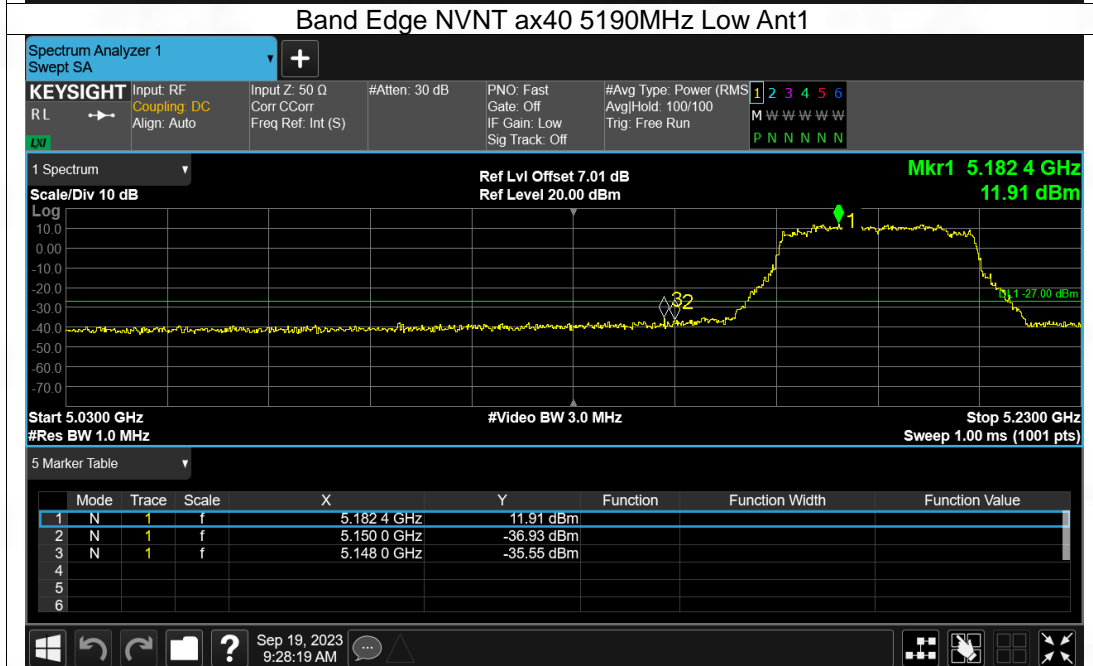 Band Edge NVNT ax40 5190MHz Low Ant1
Spectrum Analyzer 1
Swept SA
+
KEYSIGHT
RL
LXI
Input: RF
Coupling: DC
Align: Auto
Input Z: 50 Ω
Corr CCorr
Freq Ref: Int (S)
#Atten: 30 dB
PNO: Fast
Gate: Off
IF Gain: Low
Sig Track: Off
#Avg Type: Power (RMS
Avg|Hold: 100/100
Trig: Free Run
1 2 3 4 5 6
M W W W W W
P N N N N N
1 Spectrum
Scale/Div 10 dB
Log
Ref Lvl Offset 7.01 dB
Ref Level 20.00 dBm
Mkr1 5.182 4 GHz
11.91 dBm
10.0
0.00
-10.0
-20.0
-30.0
-40.0
-50.0
-60.0
-70.0
1
3
2
DL1 -27.00 dBm
Start 5.0300 GHz
#Video BW 3.0 MHz
Stop 5.2300 GHz
#Res BW 1.0 MHz
Sweep 1.00 ms (1001 pts)
5 Marker Table
Mode Trace Scale X Y Function Function Width Function Value
1 N 1 f 5.182 4 GHz 11.91 dBm
2 N 1 f 5.150 0 GHz -36.93 dBm
3 N 1 f 5.148 0 GHz -35.55 dBm
4
5
6
?
Sep 19, 2023
9:28:19 AM